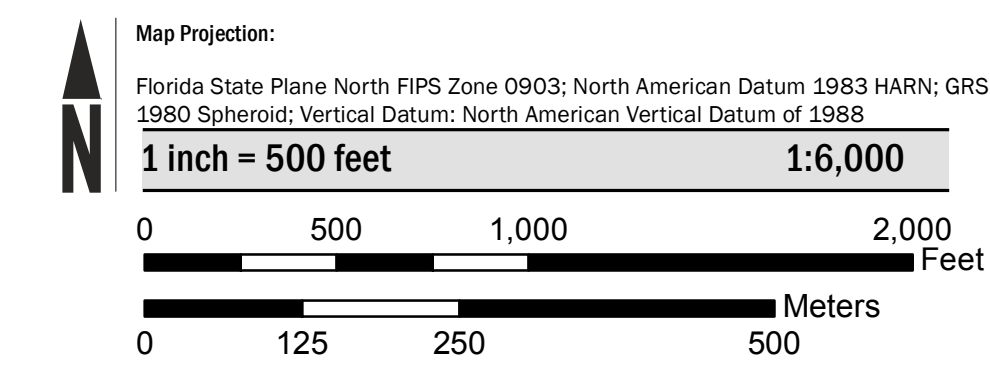 N
Map Projection:
Florida State Plane North FIPS Zone 0903; North American Datum 1983 HARN; GRS
1980 Spheroid; Vertical Datum: North American Vertical Datum of 1988
1 inch = 500 feet 1:6,000
0 500 1,000 2,000
Feet
Meters
0 125 250 500